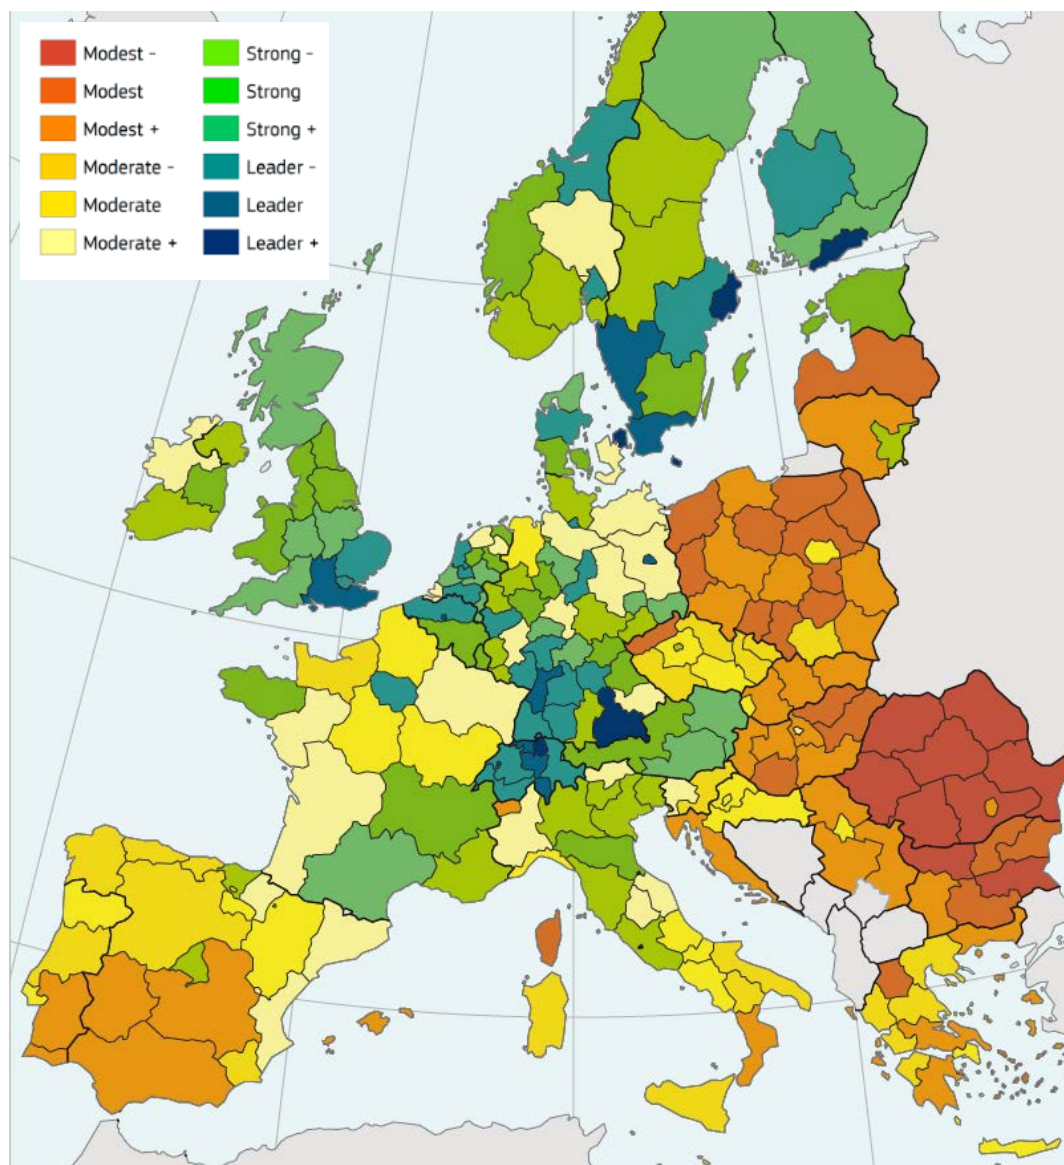 Modest -
Modest
Modest +
Moderate -
Moderate
Moderate +
Strong -
Strong
Strong +
Leader -
Leader
Leader +